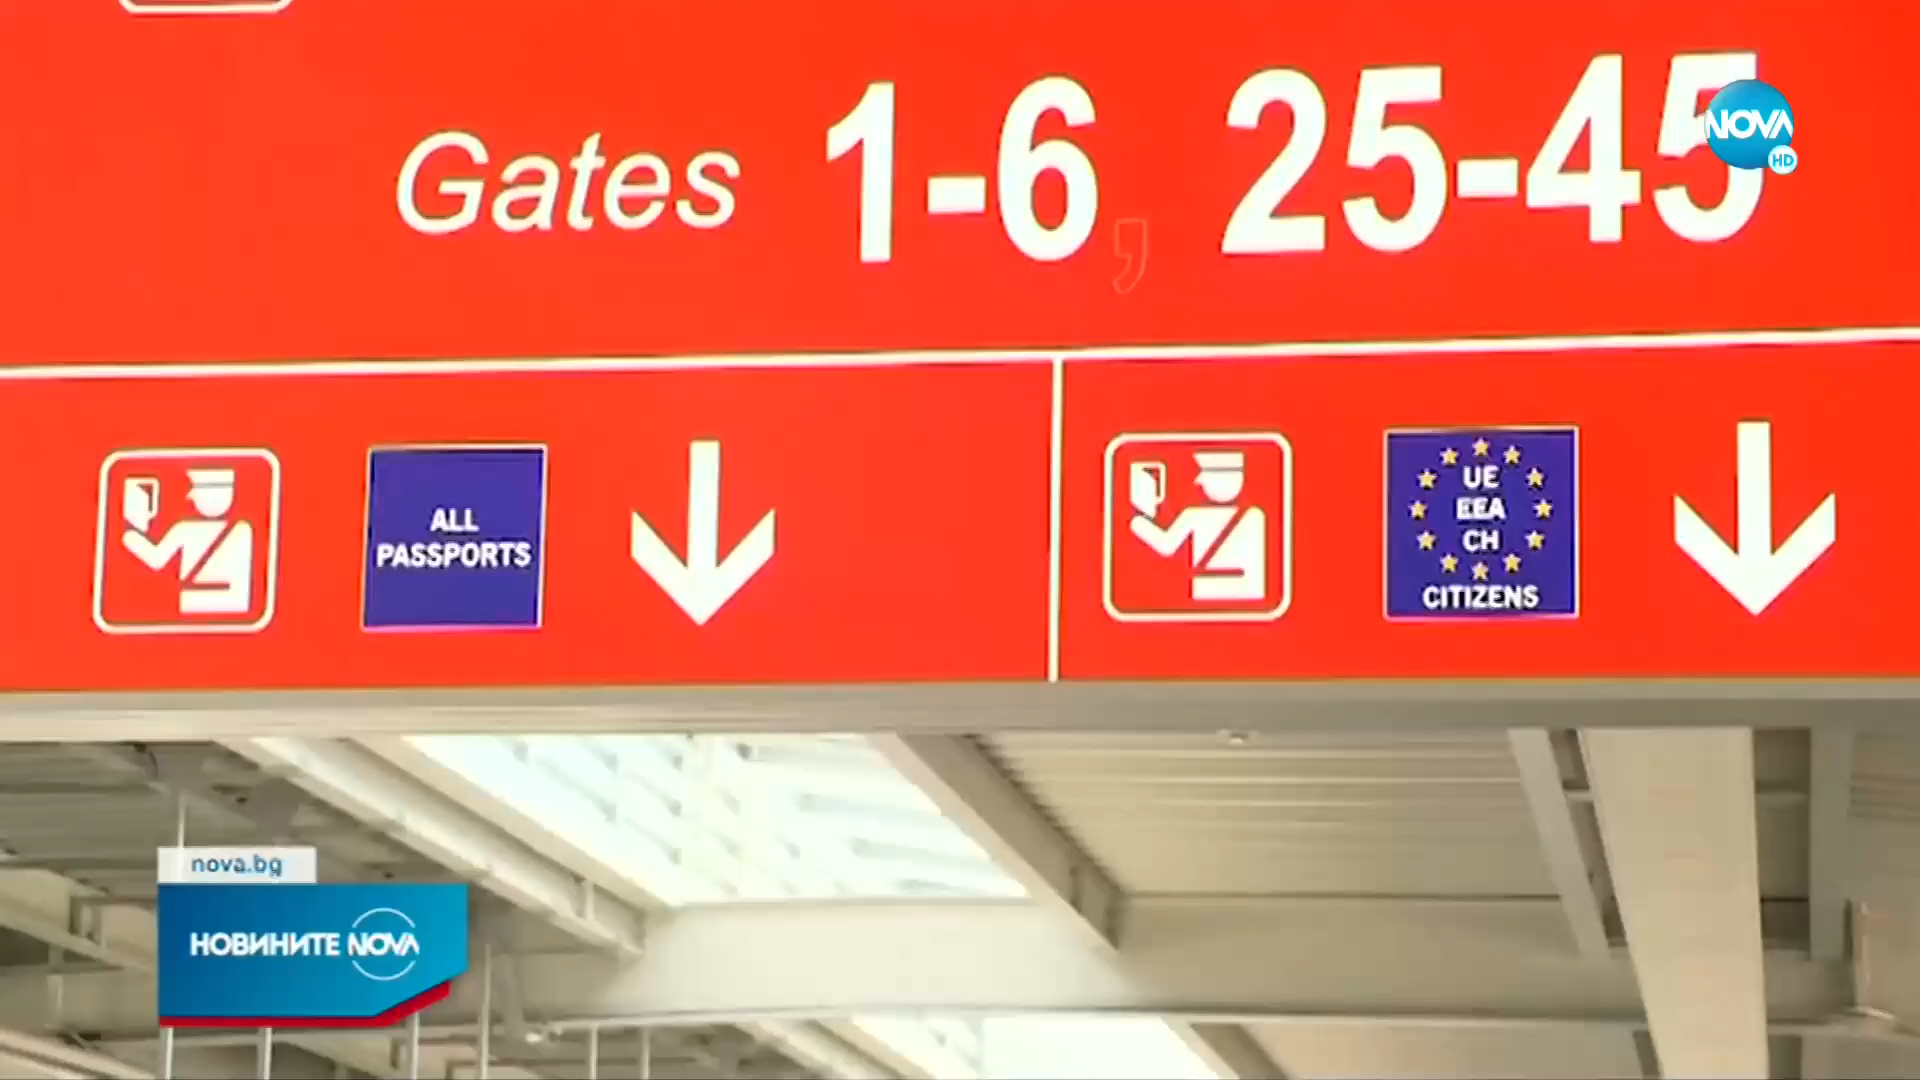 Gates 1-6, 25-45
NOVA
HD
ALL
PASSPORTS
UE
EEA
CH
CITIZENS
nova.bg
НОВИНИТЕ NOVA